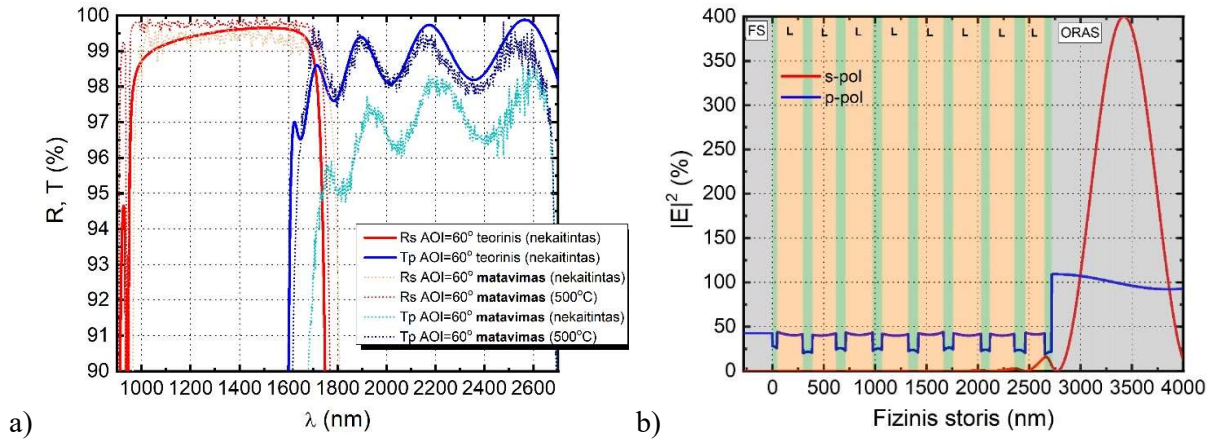 R, T (%)
100
99
98
97
96
95
94
93
92
91
90
1000 1200 1400 1600 1800 2000 2200 2400 2600
λ (nm)
Rs AOI=60° teorinis (nekaitintas)
Tp AOI=60° teorinis (nekaitintas)
Rs AOI=60° matavimas (nekaitintas)
Rs AOI=60° matavimas (500°C)
Tp AOI=60° matavimas (nekaitintas)
Tp AOI=60° matavimas (500°C)
a)
|E|² (%)
400
350
300
250
200
150
100
50
0
FS L L L L L L L L ORAS
s-pol
p-pol
0 500 1000 1500 2000 2500 3000 3500 4000
Fizinis storis (nm)
b)